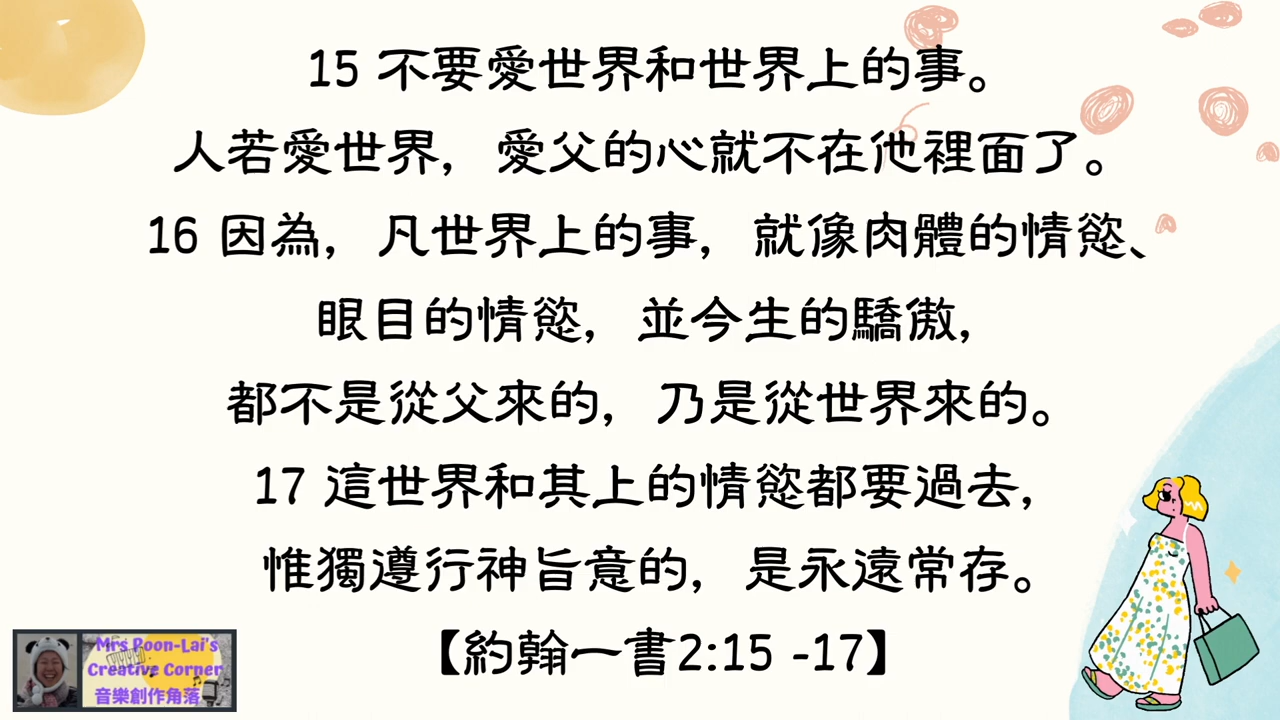 15 不要愛世界和世界上的事。
人若愛世界，愛父的心就不在他裡面了。
16 因為，凡世界上的事，就像肉體的情慾、
眼目的情慾，並今生的驕傲，
都不是從父來的，乃是從世界來的。
17 這世界和其上的情慾都要過去，
惟獨遵行神旨意的，是永遠常存。
【約翰一書2:15 -17】
Mrs Poon-Lai's
Creative Corner
音樂創作角落